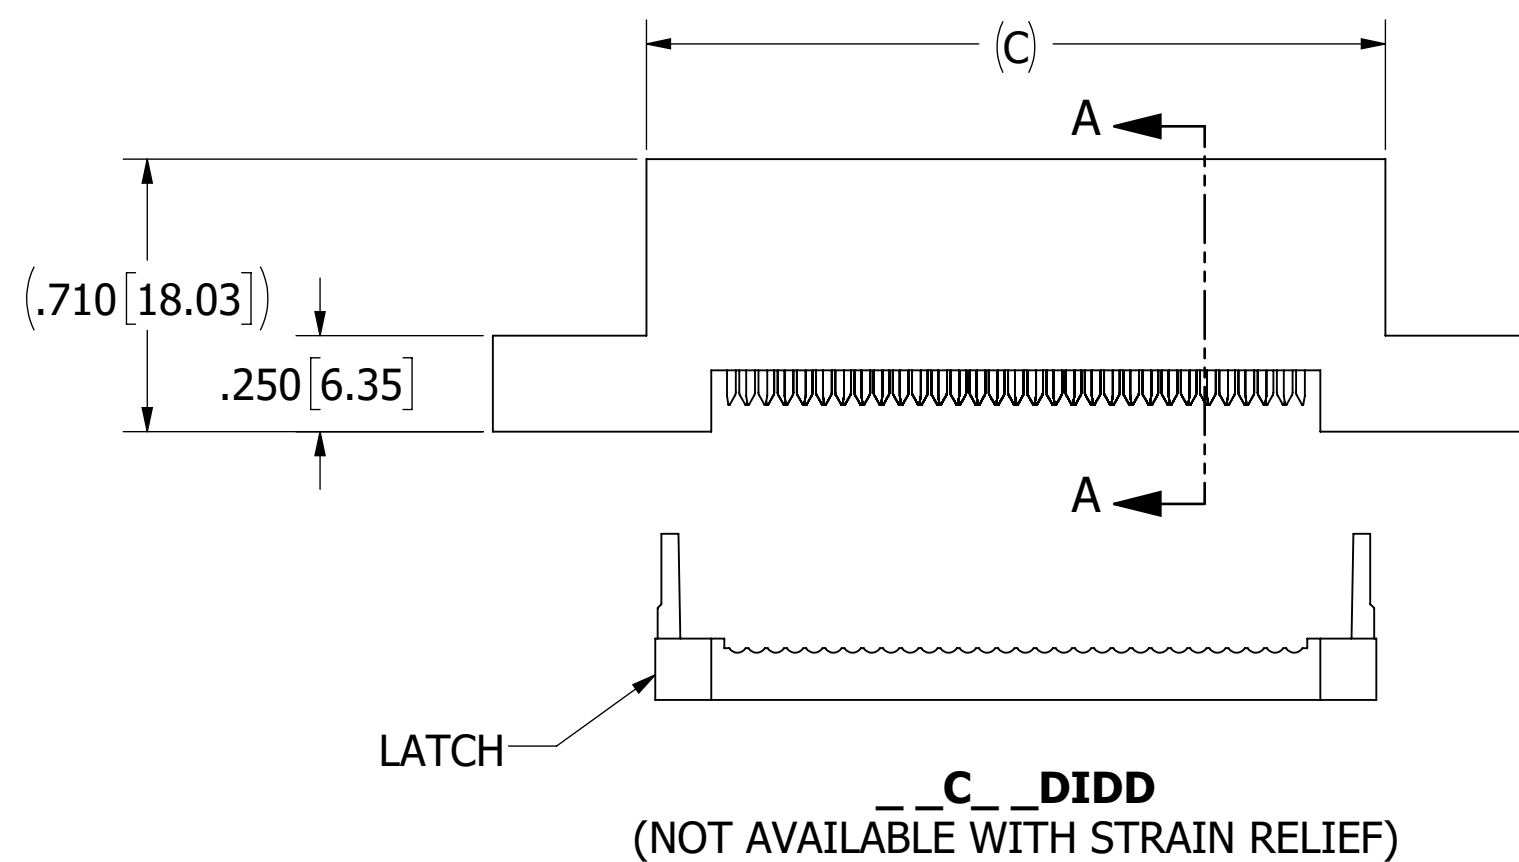 (C)
A
(.710[18.03])
.250[6.35]
A
LATCH
_ _C_ _DIDD
(NOT AVAILABLE WITH STRAIN RELIEF)